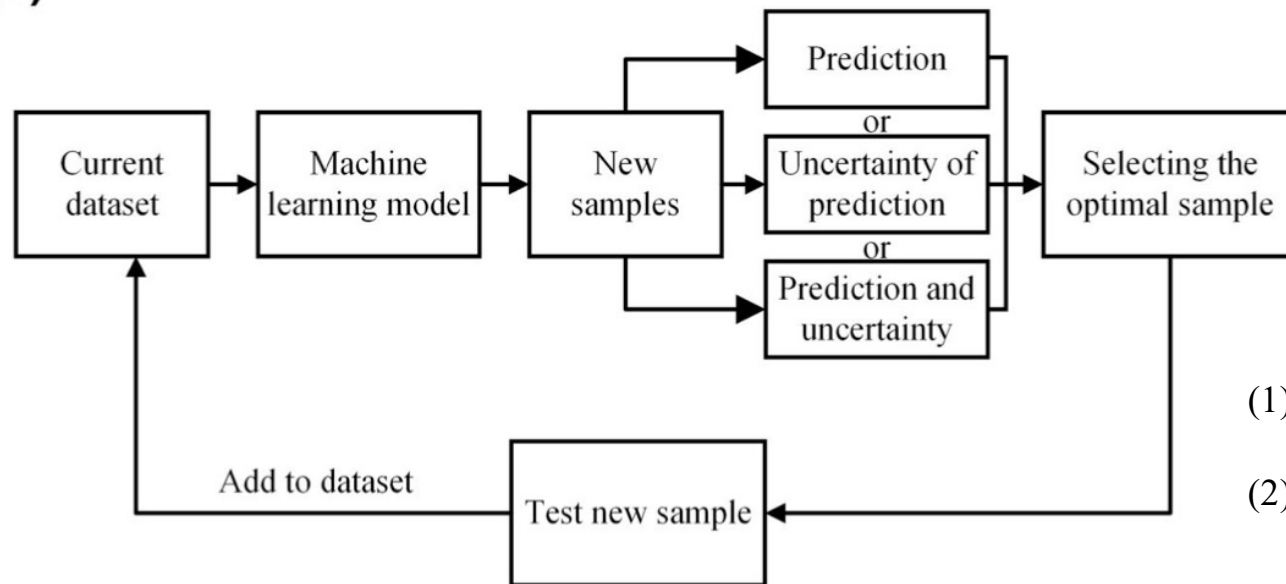 )
Current
dataset
Machine
learning model
New
samples
Prediction
or
Uncertainty of
prediction
or
Prediction and
uncertainty
Selecting the
optimal sample
(1)
(2)
Add to dataset
Test new sample